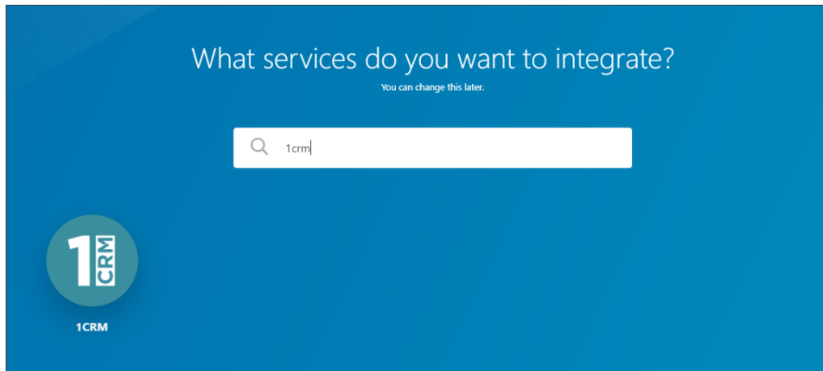 What services do you want to integrate?
You can change this later.
1crm
1 CRM
1CRM